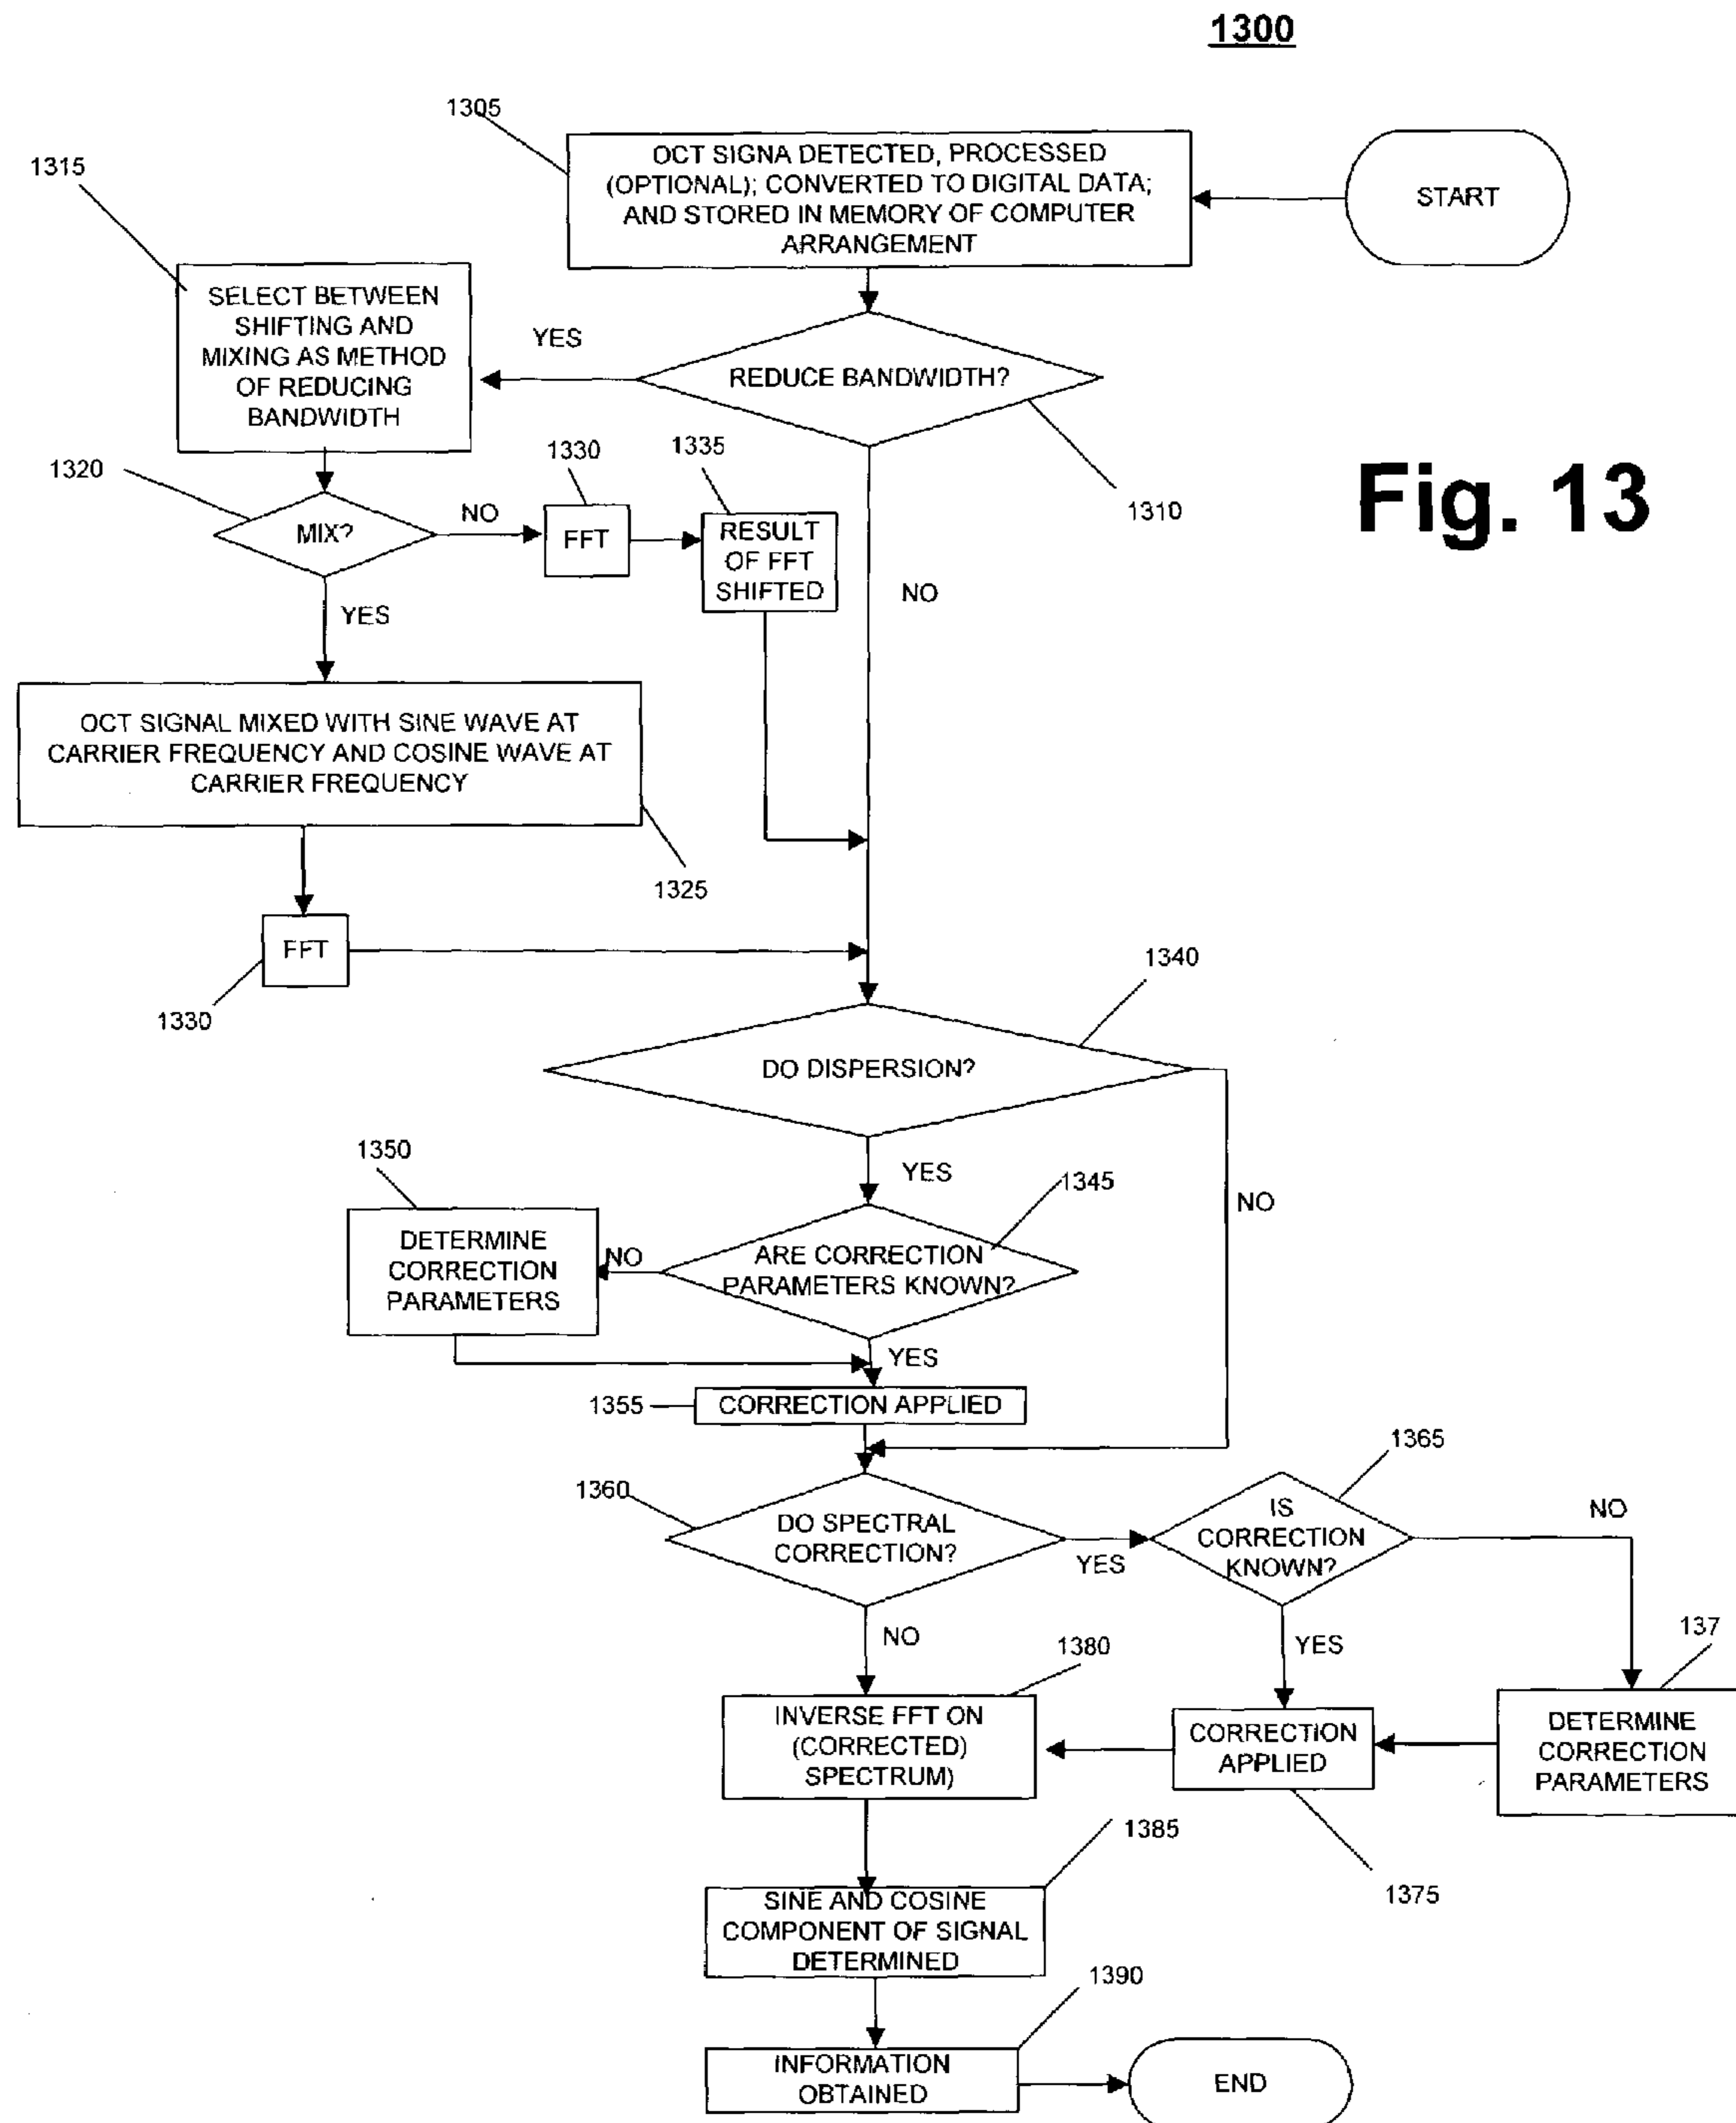 1300
1305
OCT SIGNA DETECTED, PROCESSED
(OPTIONAL); CONVERTED TO DIGITAL DATA;
AND STORED IN MEMORY OF COMPUTER
ARRANGEMENT
START
1315
SELECT BETWEEN
SHIFTING AND
MIXING AS METHOD
OF REDUCING
BANDWIDTH
YES
REDUCE BANDWIDTH?
1310
Fig. 13
1320
MIX?
NO
1330
FFT
1335
RESULT
OF FFT
SHIFTED
NO
YES
OCT SIGNAL MIXED WITH SINE WAVE AT
CARRIER FREQUENCY AND COSINE WAVE AT
CARRIER FREQUENCY
1325
FFT
1330
1340
DO DISPERSION?
YES
NO
1350
DETERMINE
CORRECTION
PARAMETERS
NO
1345
ARE CORRECTION
PARAMETERS KNOWN?
YES
1355
CORRECTION APPLIED
1360
DO SPECTRAL
CORRECTION?
YES
1365
IS
CORRECTION
KNOWN?
NO
NO
YES
137
1380
INVERSE FFT ON
(CORRECTED)
SPECTRUM)
CORRECTION
APPLIED
DETERMINE
CORRECTION
PARAMETERS
1375
1385
SINE AND COSINE
COMPONENT OF SIGNAL
DETERMINED
1390
INFORMATION
OBTAINED
END